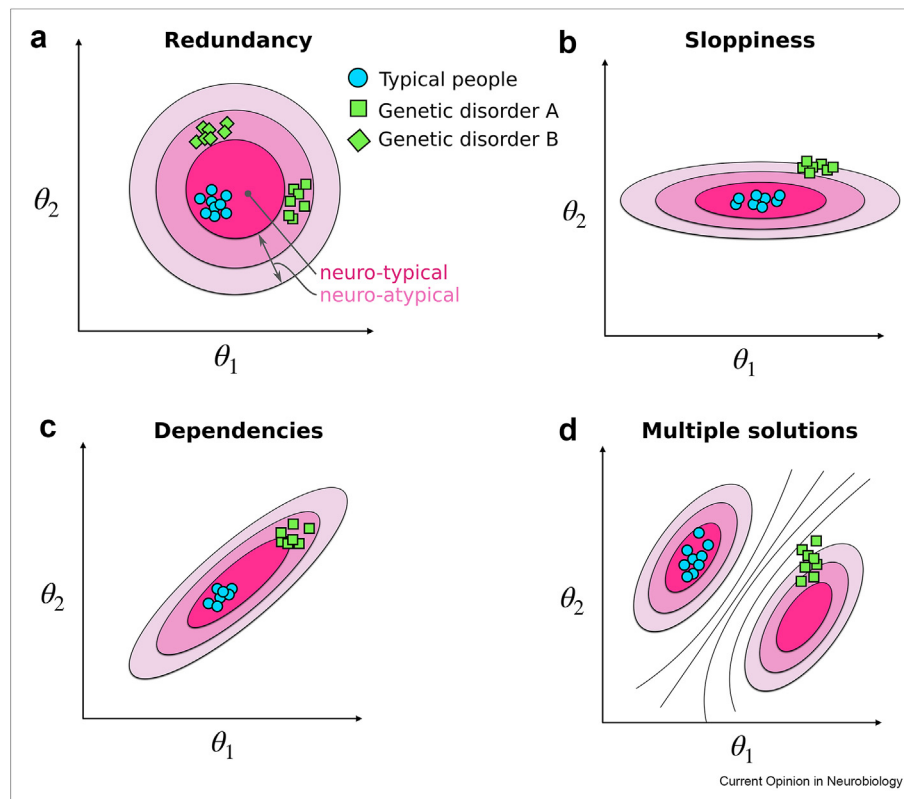 a
Redundancy
Typical people
Genetic disorder A
Genetic disorder B
θ2
neuro-typical
neuro-atypical
θ1
b
Sloppiness
θ2
θ1
c
Dependencies
θ2
θ1
d
Multiple solutions
θ2
θ1
Current Opinion in Neurobiology